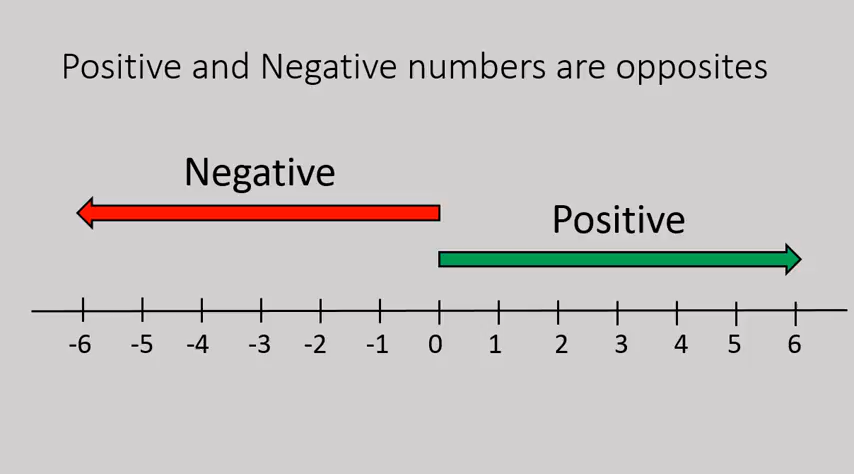 Positive and Negative numbers are opposites
Negative
Positive
-6 -5 -4 -3 -2 -1 0 1 2 3 4 5 6